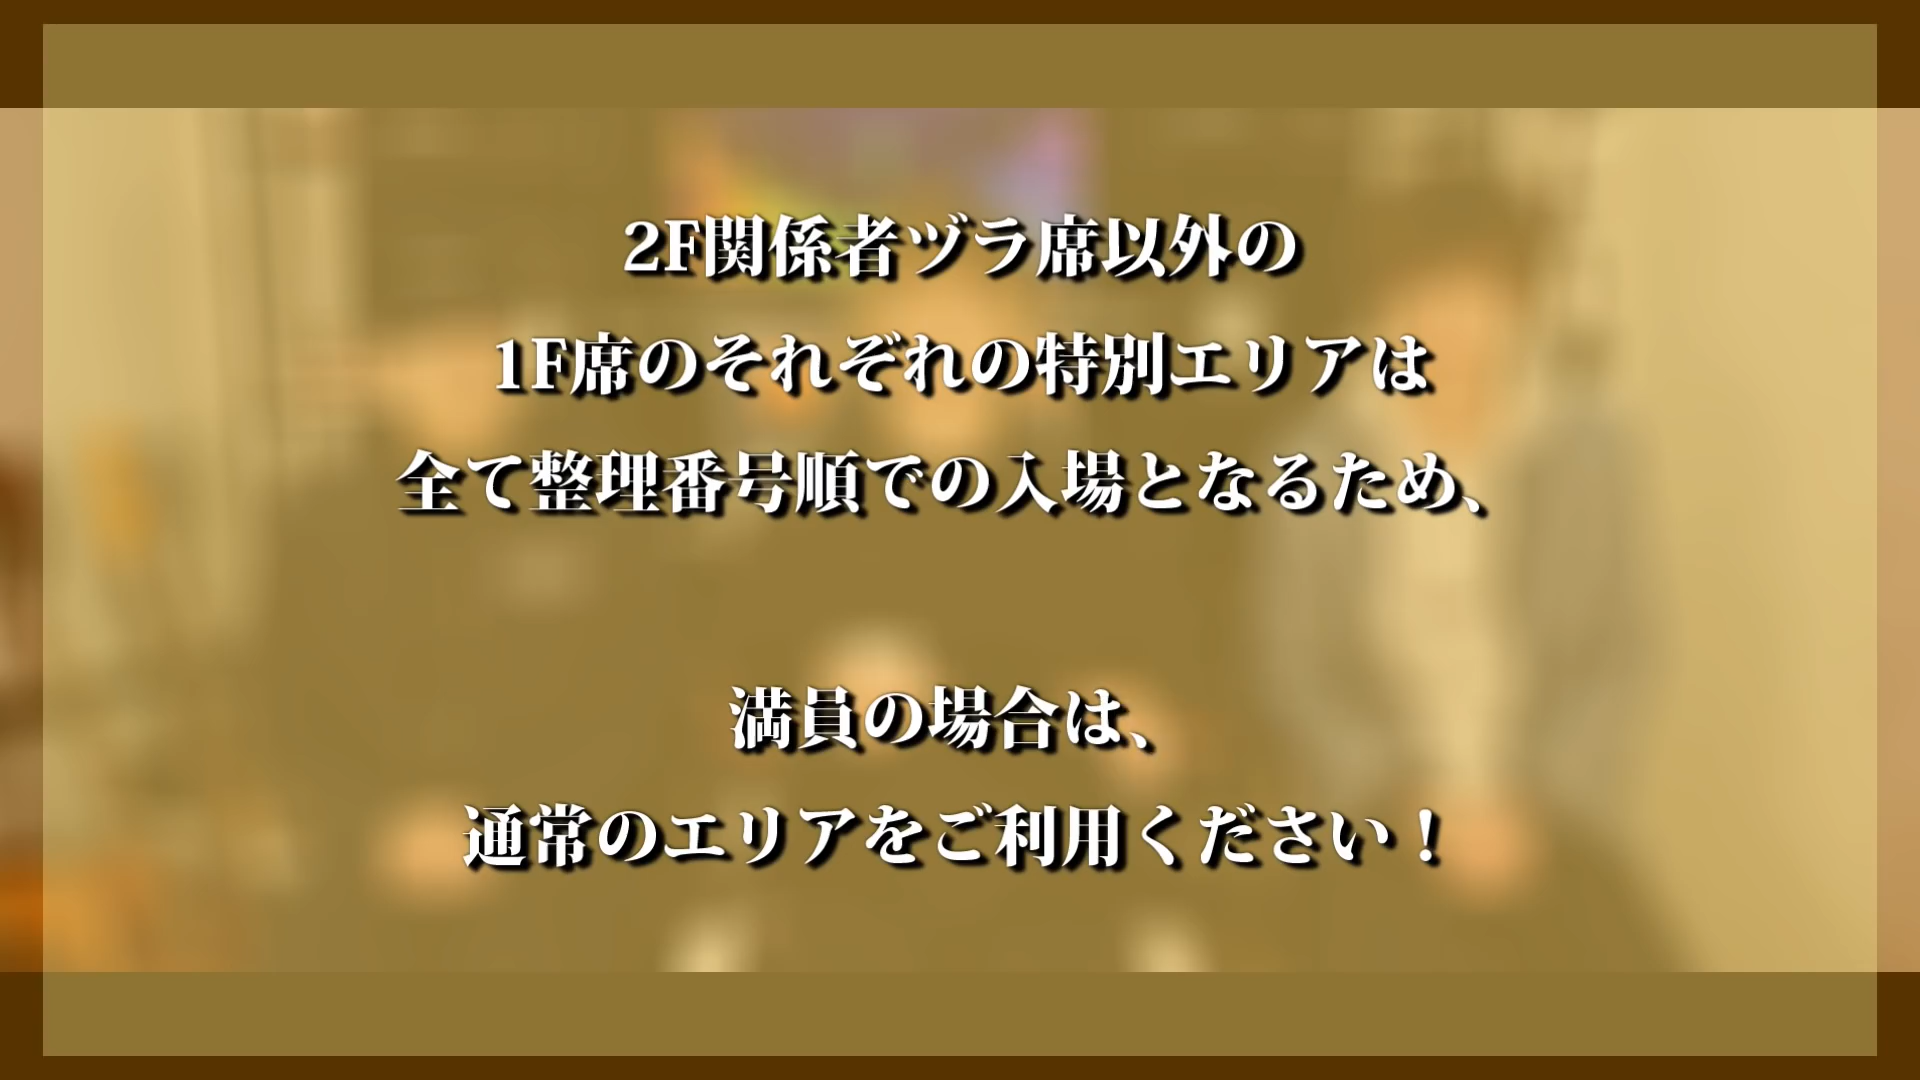 2F関係者ヅラ席以外の
1F席のそれぞれの特別エリアは
全て整理番号順での入場となるため、
満員の場合は、
通常のエリアをご利用ください！